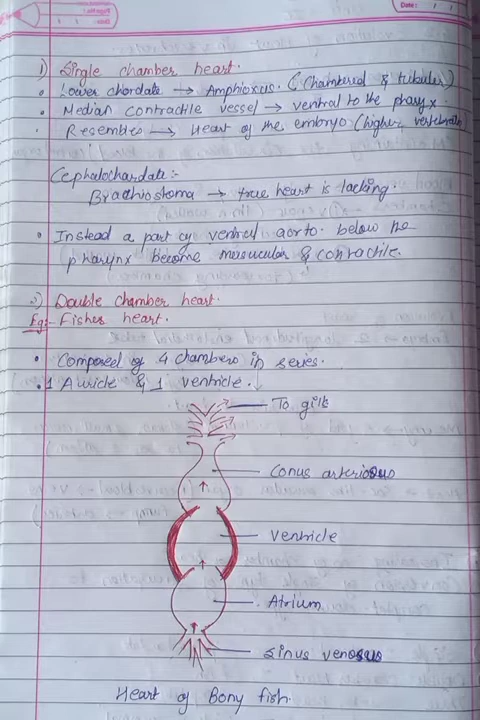 Date:
1) Single chamber heart.
• Lower chordate → Amphioxus. (Chambered & tubular)
• Median contractile vessel → ventral to the pharyx.
• Resembles → Heart of the embryo (higher vertebrate)
Cephalochordate:-
Brachiostoma → true heart is lacking.
• Instead a part of ventral aorta below the
pharynx become muscular & contractile.
2) Double chamber heart.
Eg:- Fishes heart.
• Composed of 4 chambers in series.
• 1 Auricle & 1 ventricle.
To gills
Conus arteriosus
Ventricle
Atrium
Sinus venosus
Heart of Bony fish.